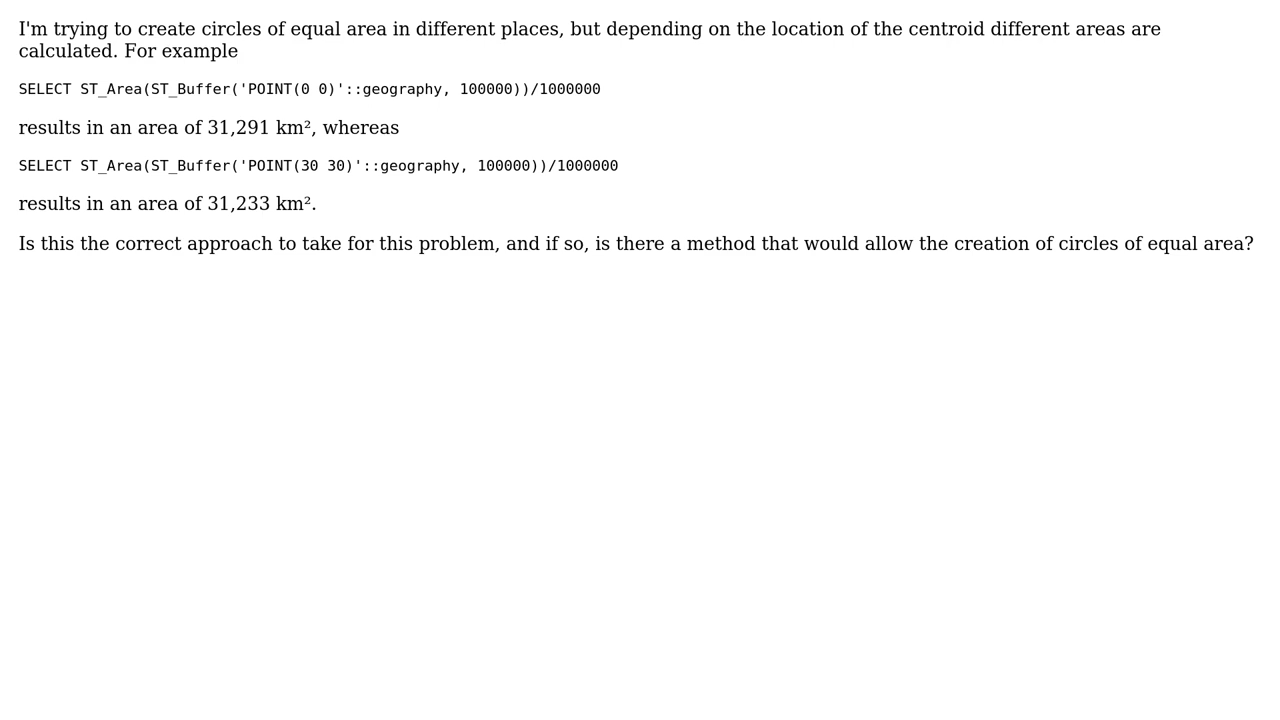 I'm trying to create circles of equal area in different places, but depending on the location of the centroid different areas are
calculated. For example
SELECT ST_Area(ST_Buffer('POINT(0 0)'::geography, 100000))/1000000
results in an area of 31,291 km², whereas
SELECT ST_Area(ST_Buffer('POINT(30 30)'::geography, 100000))/1000000
results in an area of 31,233 km².
Is this the correct approach to take for this problem, and if so, is there a method that would allow the creation of circles of equal area?